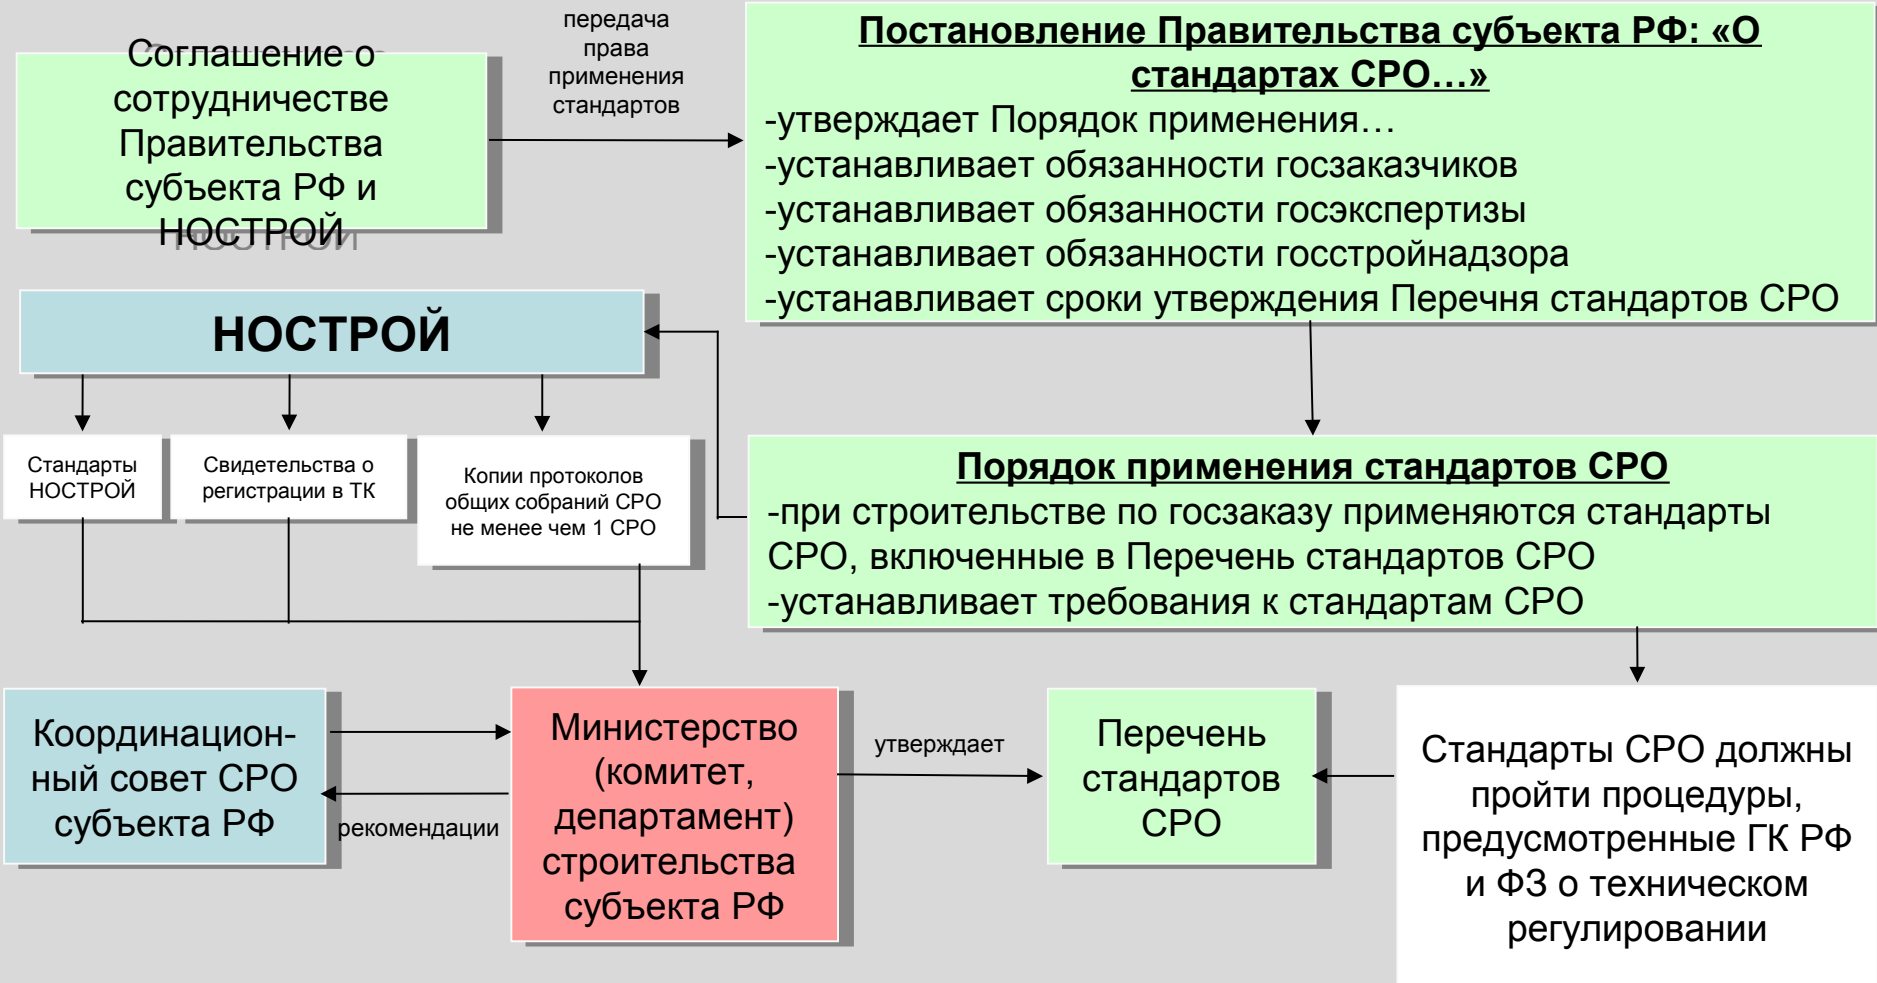 Соглашение о
сотрудничестве
Правительства
субъекта РФ и
НОСТРОЙ
передача
права
применения
стандартов
Постановление Правительства субъекта РФ: «О
стандартах СРО…»
-утверждает Порядок применения…
-устанавливает обязанности госзаказчиков
-устанавливает обязанности госэкспертизы
-устанавливает обязанности госстройнадзора
-устанавливает сроки утверждения Перечня стандартов СРО
НОСТРОЙ
Стандарты
НОСТРОЙ
Свидетельства о
регистрации в ТК
Копии протоколов
общих собраний СРО
не менее чем 1 СРО
Порядок применения стандартов СРО
-при строительстве по госзаказу применяются стандарты
СРО, включенные в Перечень стандартов СРО
-устанавливает требования к стандартам СРО
Координацион-
ный совет СРО
субъекта РФ
рекомендации
Министерство
(комитет,
департамент)
строительства
субъекта РФ
утверждает
Перечень
стандартов
СРО
Стандарты СРО должны
пройти процедуры,
предусмотренные ГК РФ
и ФЗ о техническом
регулировании